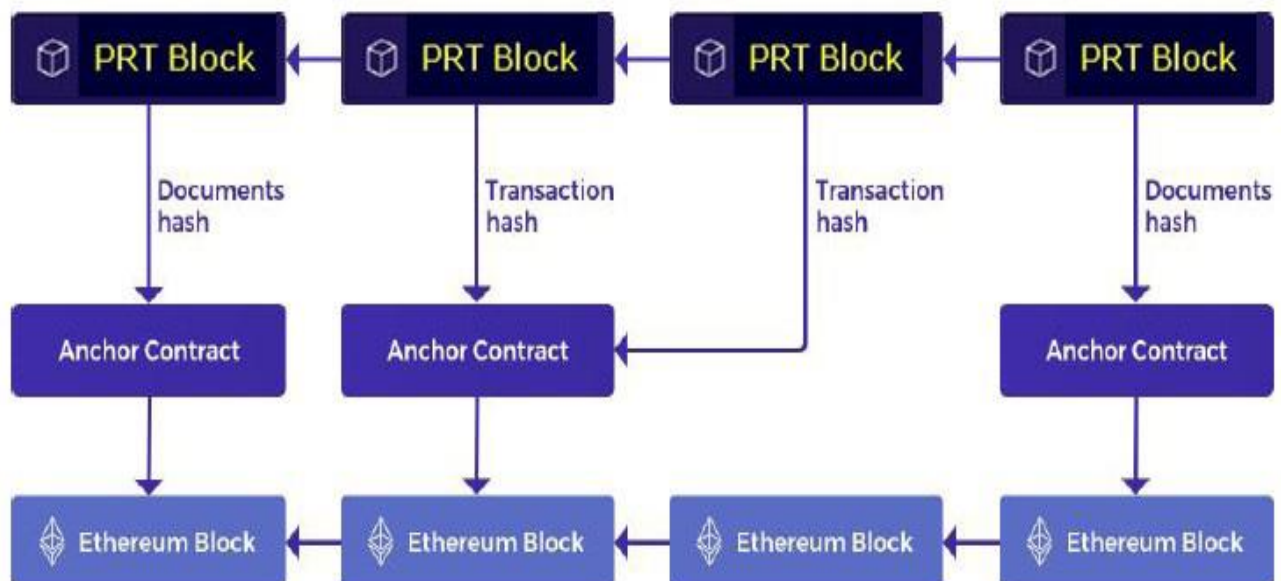 PRT Block
PRT Block
PRT Block
PRT Block
Documents
hash
Transaction
hash
Transaction
hash
Documents
hash
Anchor Contract
Anchor Contract
Anchor Contract
Ethereum Block
Ethereum Block
Ethereum Block
Ethereum Block